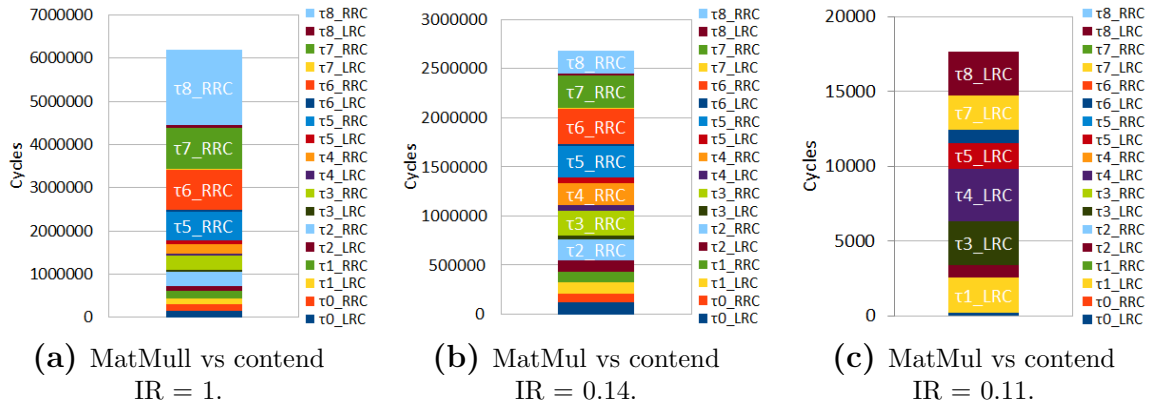 7000000
6000000
5000000
4000000
3000000
2000000
1000000
0
Cycles
τ8_RRC
τ7_RRC
τ6_RRC
τ5_RRC
τ8_RRC
τ8_LRC
τ7_RRC
τ7_LRC
τ6_RRC
τ6_LRC
τ5_RRC
τ5_LRC
τ4_RRC
τ4_LRC
τ3_RRC
τ3_LRC
τ2_RRC
τ2_LRC
τ1_RRC
τ1_LRC
τ0_RRC
τ0_LRC
(a) MatMull vs contend
IR = 1.
3000000
2500000
2000000
1500000
1000000
500000
0
Cycles
τ8_RRC
τ7_RRC
τ6_RRC
τ5_RRC
τ4_RRC
τ3_RRC
τ2_RRC
τ8_RRC
τ8_LRC
τ7_RRC
τ7_LRC
τ6_RRC
τ6_LRC
τ5_RRC
τ5_LRC
τ4_RRC
τ4_LRC
τ3_RRC
τ3_LRC
τ2_RRC
τ2_LRC
τ1_RRC
τ1_LRC
τ0_RRC
τ0_LRC
(b) MatMul vs contend
IR = 0.14.
20000
15000
10000
5000
0
Cycles
τ8_LRC
τ7_LRC
τ5_LRC
τ4_LRC
τ3_LRC
τ1_LRC
τ8_RRC
τ8_LRC
τ7_RRC
τ7_LRC
τ6_RRC
τ6_LRC
τ5_RRC
τ5_LRC
τ4_RRC
τ4_LRC
τ3_RRC
τ3_LRC
τ2_RRC
τ2_LRC
τ1_RRC
τ1_LRC
τ0_RRC
τ0_LRC
(c) MatMul vs contend
IR = 0.11.